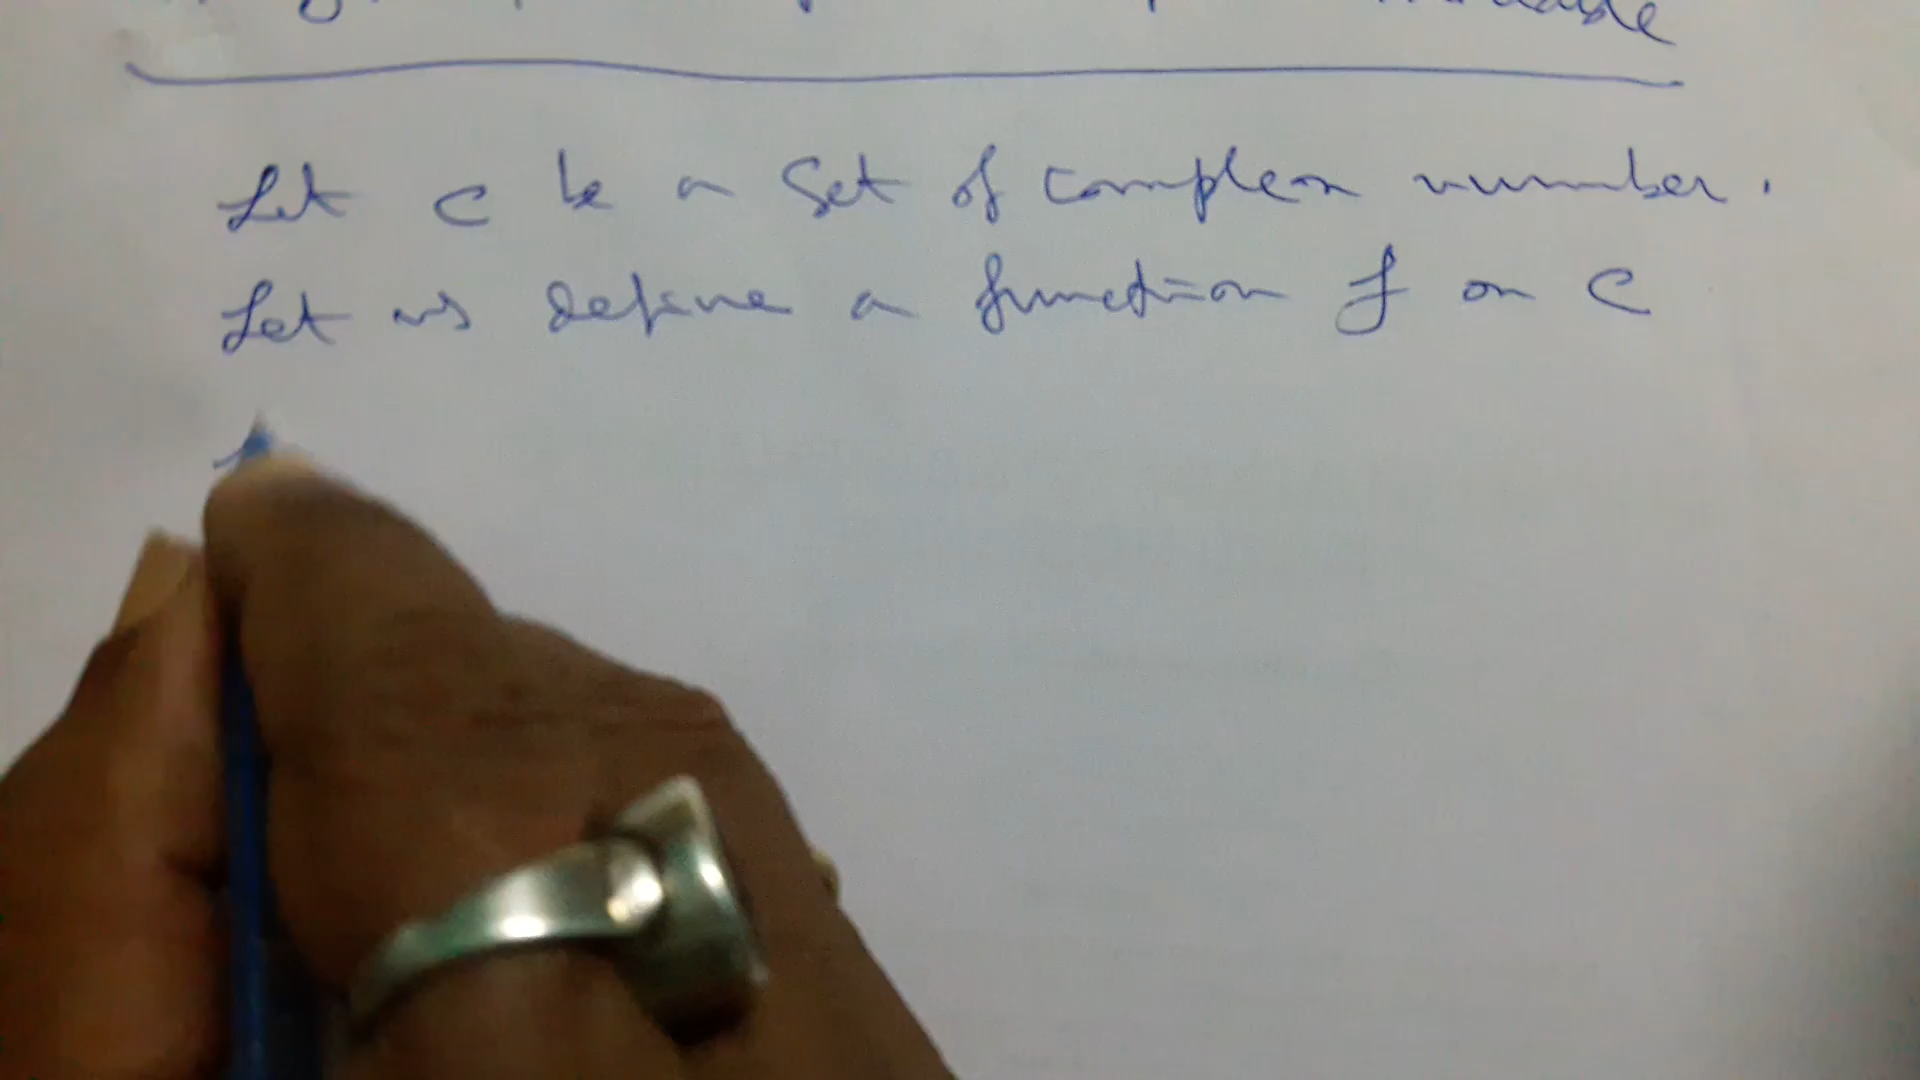 Let C be a set of complex number.
Let us define a function f on C